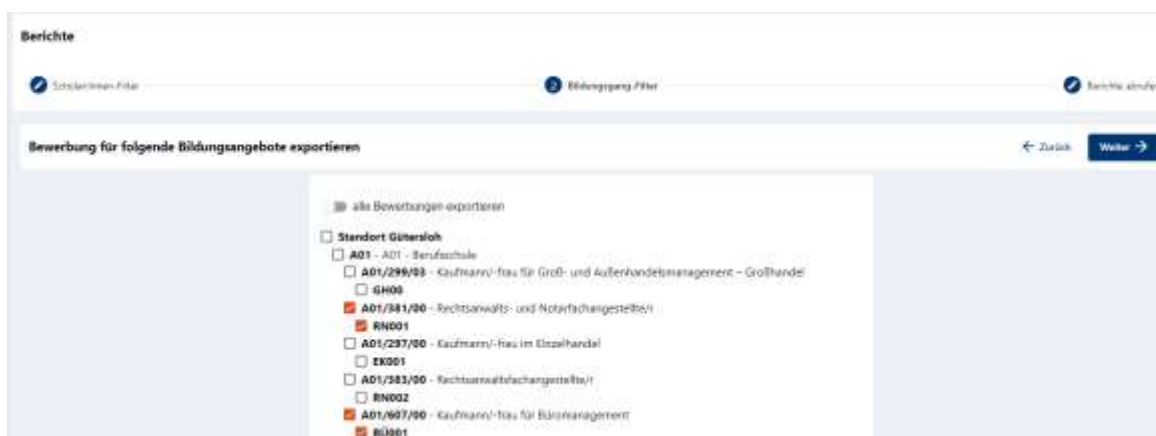 Berichte
SchülerInnen-Filter
2 Bildungsgang-Filter
Berichte abrufe
Bewerbung für folgende Bildungsangebote exportieren
← Zurück
Weiter →
alle Bewerbungen exportieren
Standort Gütersloh
A01 - A01 - Berufsschule
A01/299/03 - Kaufmann/-frau für Groß- und Außenhandelsmanagement – Großhandel
GH00
A01/381/00 - Rechtsanwalts- und Notarfachangestellte/r
RN001
A01/297/00 - Kaufmann/-frau im Einzelhandel
EK001
A01/383/00 - Rechtsanwaltsfachangestellte/r
RN002
A01/607/00 - Kaufmann/-frau für Büromanagement
BÜ001